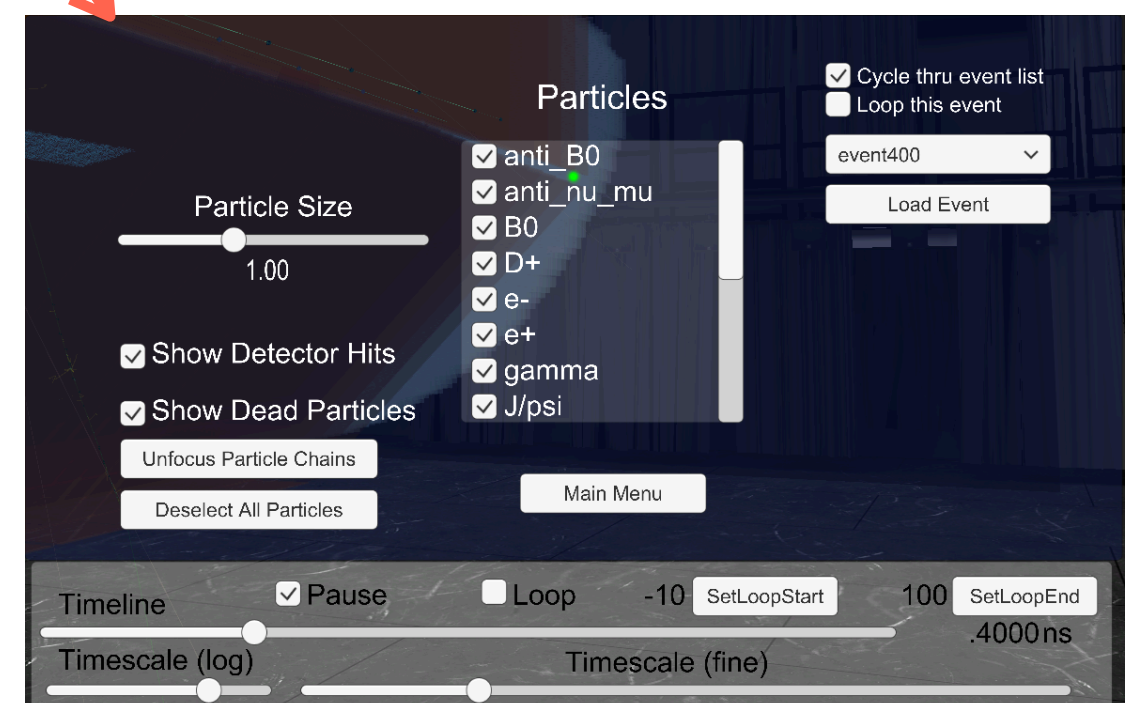 Particles
Cycle thru event list
Loop this event
anti_B0
event400
anti_nu_mu
Particle Size
Load Event
B0
D+
1.00
e-
e+
Show Detector Hits
gamma
Show Dead Particles
J/psi
Unfocus Particle Chains
Main Menu
Deselect All Particles
Timeline
Pause
Loop
-10 SetLoopStart
100 SetLoopEnd
.4000ns
Timescale (log)
Timescale (fine)